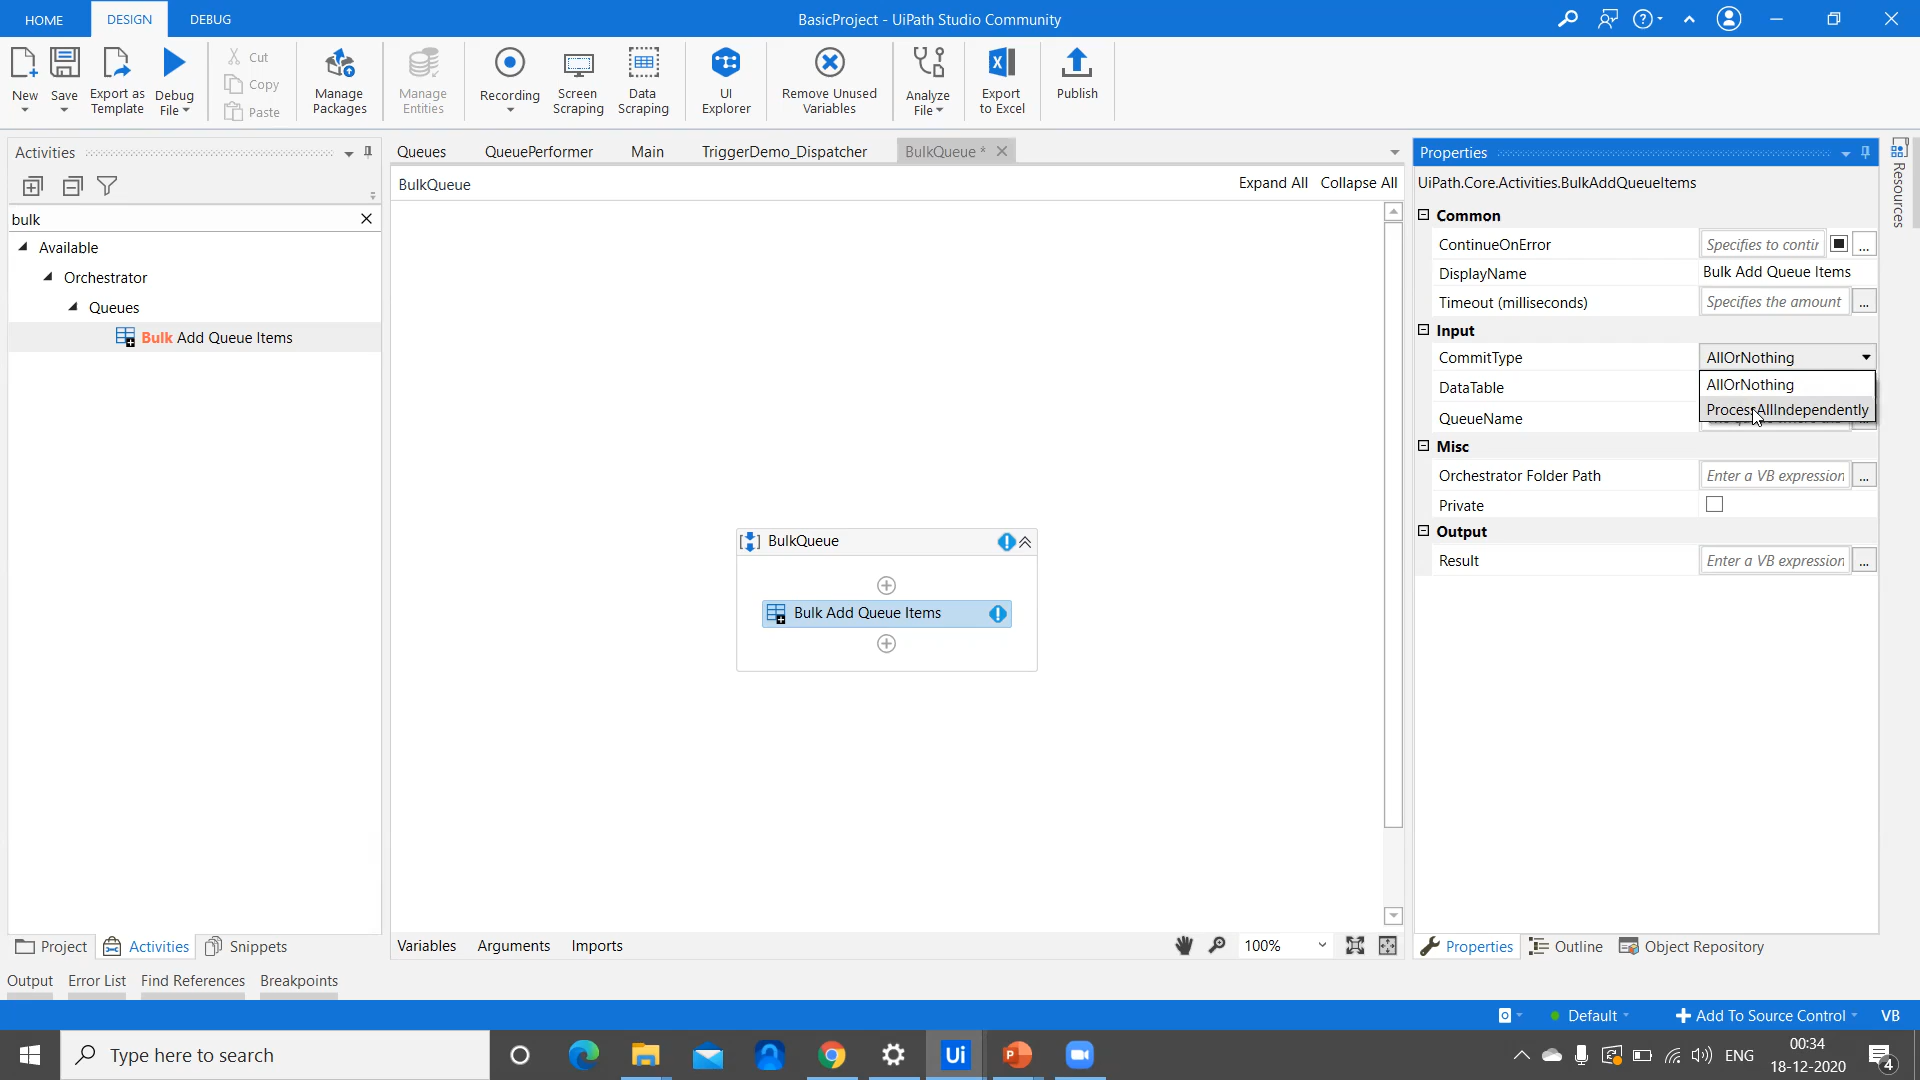 HOME
DESIGN
DEBUG
BasicProject - UiPath Studio Community
New
Save
Export as
Template
Debug
File
Cut
Copy
Paste
Manage
Packages
Manage
Entities
Recording
Screen
Scraping
Data
Scraping
UI
Explorer
Remove Unused
Variables
Analyze
File
Export
to Excel
Publish
Activities
bulk
Available
Orchestrator
Queues
Bulk Add Queue Items
Queues
QueuePerformer
Main
TriggerDemo_Dispatcher
BulkQueue *
BulkQueue
Expand All
Collapse All
BulkQueue
Bulk Add Queue Items
Properties
UiPath.Core.Activities.BulkAddQueueItems
Common
ContinueOnError
Specifies to contir
...
DisplayName
Bulk Add Queue Items
Timeout (milliseconds)
Specifies the amount
...
Input
CommitType
AllOrNothing
AllOrNothing
DataTable
ProcessAllIndependently
QueueName
Misc
Orchestrator Folder Path
Enter a VB expression
...
Private
Output
Result
Enter a VB expression
...
Resources
Project
Activities
Snippets
Variables
Arguments
Imports
100%
Properties
Outline
Object Repository
Output
Error List
Find References
Breakpoints
Default
Add To Source Control
VB
Type here to search
Ui
P
ENG
00:34
18-12-2020
4